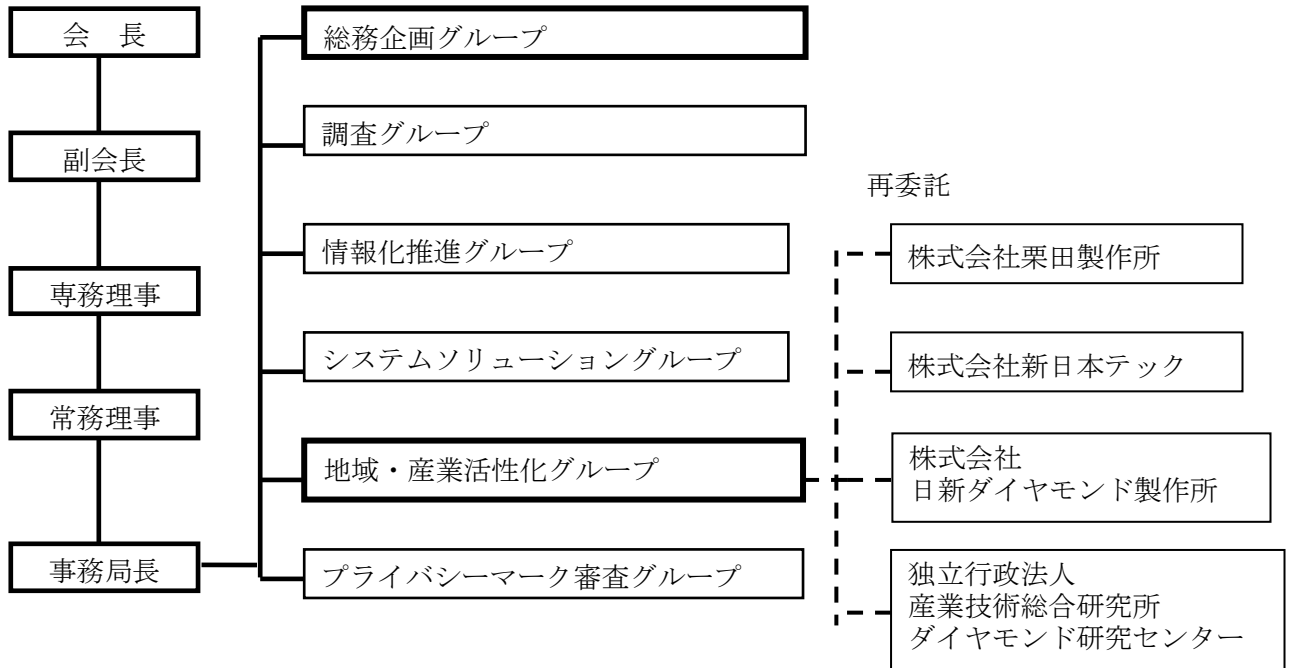 会　長
副会長
専務理事
常務理事
事務局長
総務企画グループ
調査グループ
情報化推進グループ
システムソリューショングループ
地域・産業活性化グループ
プライバシーマーク審査グループ
再委託
株式会社栗田製作所
株式会社新日本テック
株式会社
日新ダイヤモンド製作所
独立行政法人
産業技術総合研究所
ダイヤモンド研究センター